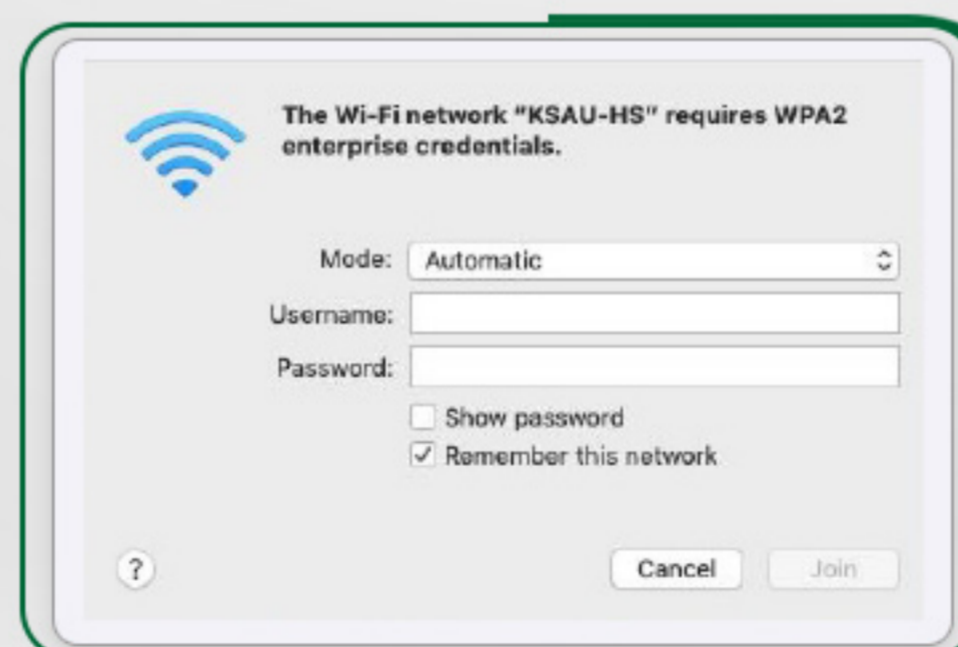 The Wi-Fi network "KSAU-HS" requires WPA2
enterprise credentials.
Mode: Automatic
Username:
Password:
Show password
Remember this network
? Cancel Join